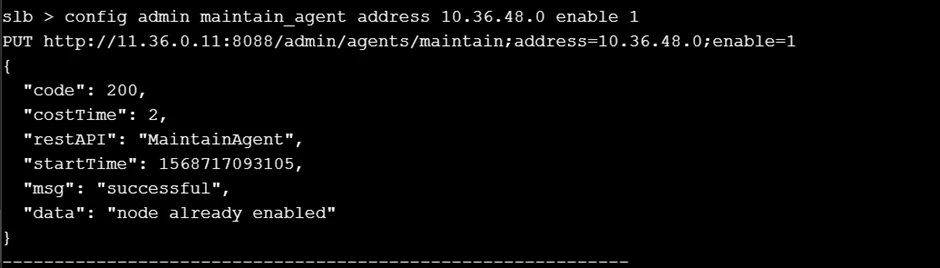 slb > config admin maintain_agent address 10.36.48.0 enable 1
PUT http://11.36.0.11:8088/admin/agents/maintain;address=10.36.48.0;enable=1
{
  "code": 200,
  "costTime": 2,
  "restAPI": "MaintainAgent",
  "startTime": 1568717093105,
  "msg": "successful",
  "data": "node already enabled"
}
------------------------------------------------------------